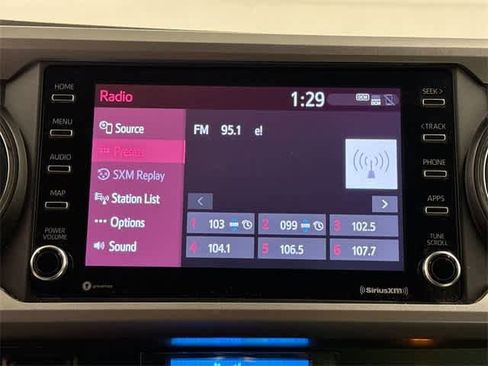 HOME
MENU
AUDIO
MAP
POWER
VOLUME
Radio
1:29
DCM
Source
Presets
SXM Replay
Station List
Options
Sound
FM 95.1 e!
<
>
1 103
2 099
3 102.5
4 104.1
5 106.5
6 107.7
SEEK >
< TRACK
PHONE
APPS
TUNE
SCROLL
gracenote
SiriusXM